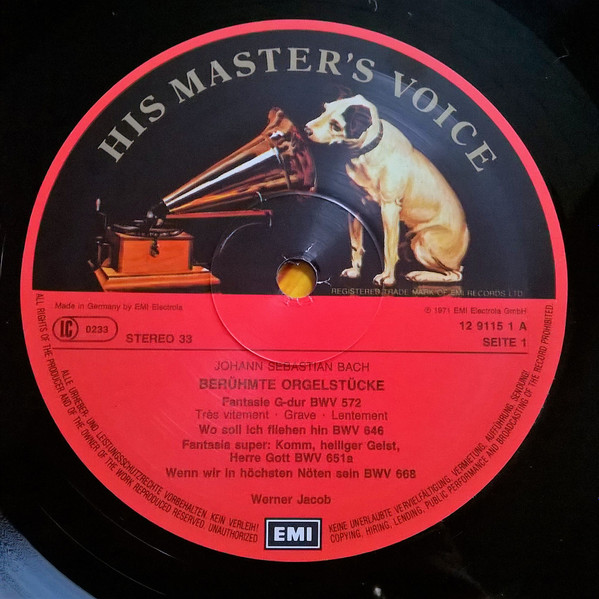 HIS MASTER'S VOICE
REGISTERED TRADE MARK OF EMI RECORDS LTD
Made in Germany by EMI Electrola
℗ 1971 EMI Electrola GmbH
LC 0233
STEREO 33
12 9115 1 A
SEITE 1
JOHANN SEBASTIAN BACH
BERÜHMTE ORGELSTÜCKE
Fantasie G-dur BWV 572
Très vitement · Grave · Lentement
Wo soll ich fliehen hin BWV 646
Fantasia super: Komm, heiliger Geist,
Herre Gott BWV 651a
Wenn wir in höchsten Nöten sein BWV 668
Werner Jacob
EMI
ALLE URHEBER- UND LEISTUNGSSCHUTZRECHTE VORBEHALTEN. KEIN VERLEIH!
KEINE UNERLAUBTE VERVIELFÄLTIGUNG, VERMIETUNG, AUFFÜHRUNG, SENDUNG!
ALL RIGHTS OF THE PRODUCER AND OF THE OWNER OF THE WORK REPRODUCED RESERVED. UNAUTHORIZED
COPYING, HIRING, LENDING, PUBLIC PERFORMANCE AND BROADCASTING OF THE RECORD PROHIBITED.